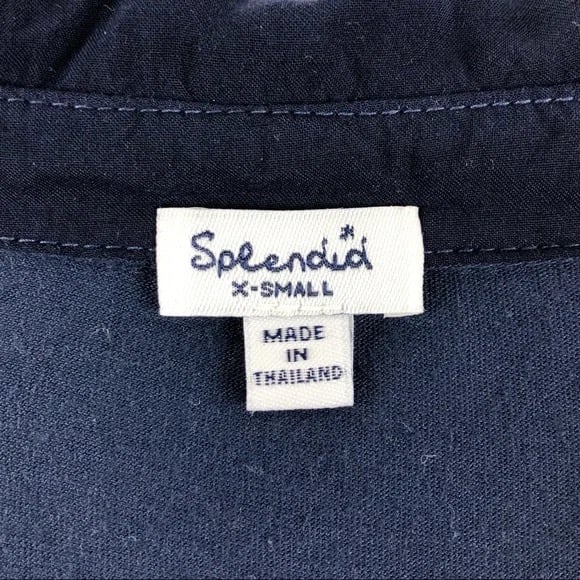 Splendid
X-SMALL
MADE
IN
THAILAND